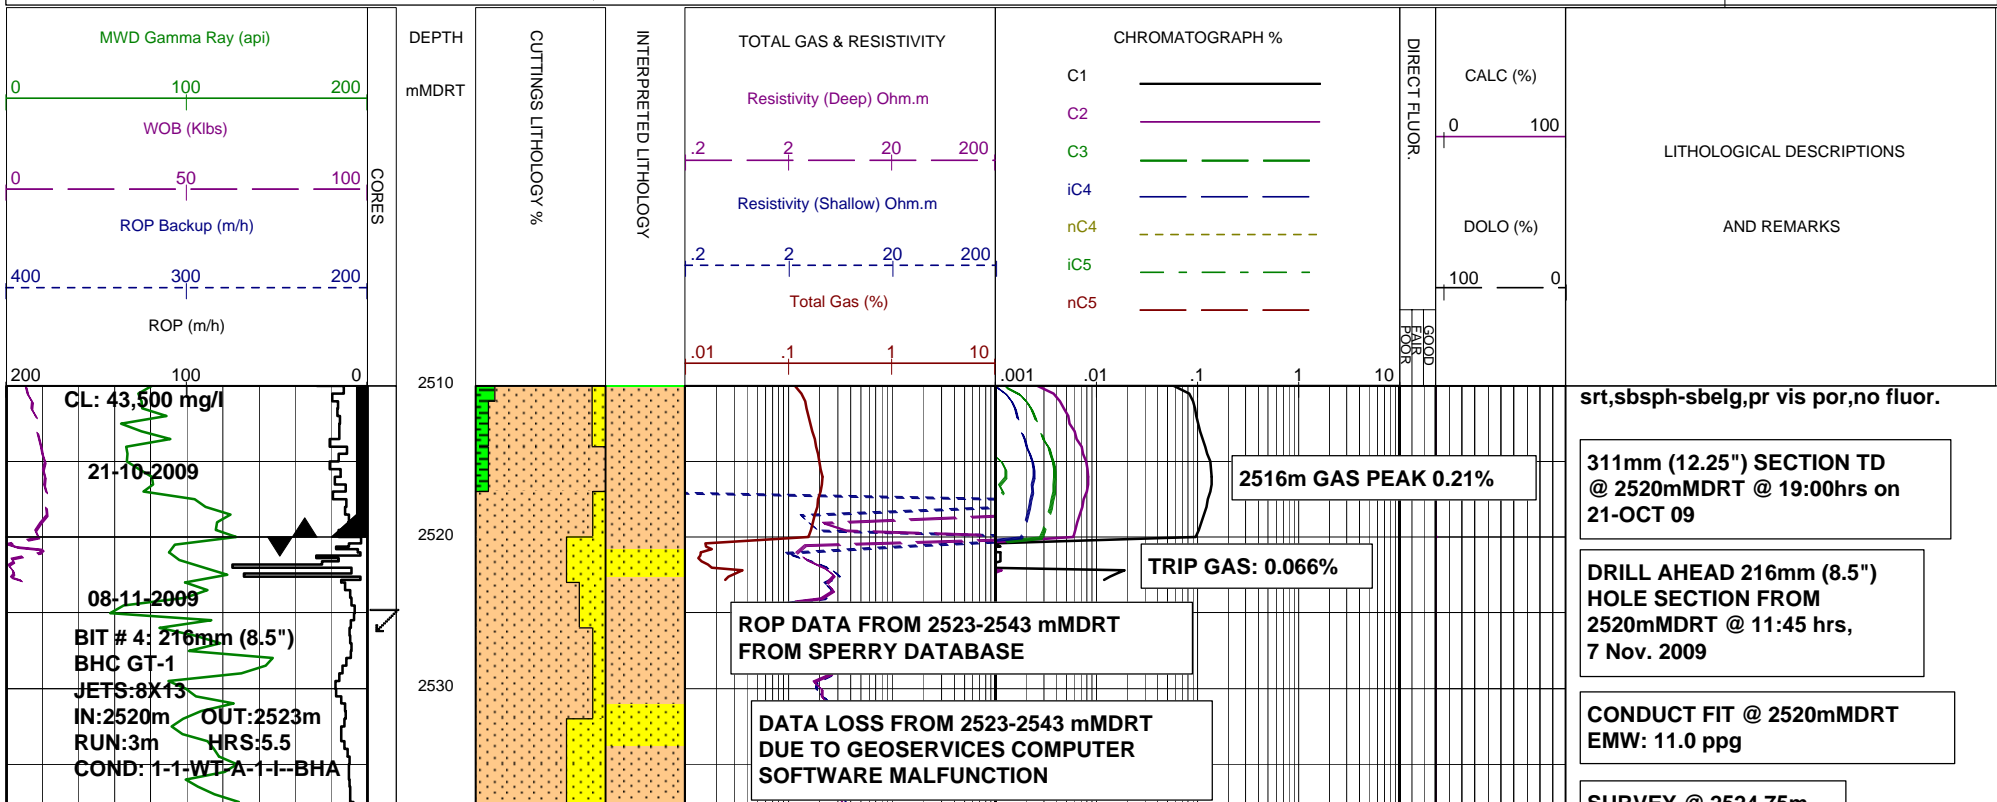 MWD Gamma Ray (api)
0 100 200
WOB (Klbs)
0 50 100
ROP Backup (m/h)
400 300 200
ROP (m/h)
200 100 0
CORES
DEPTH
mMDRT
CUTTINGS LITHOLOGY %
INTERPRETED LITHOLOGY
TOTAL GAS & RESISTIVITY
Resistivity (Deep) Ohm.m
.2 2 20 200
Resistivity (Shallow) Ohm.m
.2 2 20 200
Total Gas (%)
.01 .1 1 10
CHROMATOGRAPH %
C1
C2
C3
iC4
nC4
iC5
nC5
.001 .01 .1 1 10
DIRECT FLUOR.
POOR
FAIR
GOOD
CALC (%)
0 100
DOLO (%)
100 0
LITHOLOGICAL DESCRIPTIONS
AND REMARKS
2510
2520
2530
CL: 43,500 mg/l
21-10-2009
08-11-2009
BIT # 4: 216mm (8.5")
BHC GT-1
JETS:8X13
IN:2520m OUT:2523m
RUN:3m HRS:5.5
COND: 1-1-WT-A-1-I--BHA
2516m GAS PEAK 0.21%
TRIP GAS: 0.066%
ROP DATA FROM 2523-2543 mMDRT
FROM SPERRY DATABASE
DATA LOSS FROM 2523-2543 mMDRT
DUE TO GEOSERVICES COMPUTER
SOFTWARE MALFUNCTION
srt,sbsph-sbelg,pr vis por,no fluor.
311mm (12.25") SECTION TD
@ 2520mMDRT @ 19:00hrs on
21-OCT 09
DRILL AHEAD 216mm (8.5")
HOLE SECTION FROM
2520mMDRT @ 11:45 hrs,
7 Nov. 2009
CONDUCT FIT @ 2520mMDRT
EMW: 11.0 ppg
SURVEY @ 2524.75m